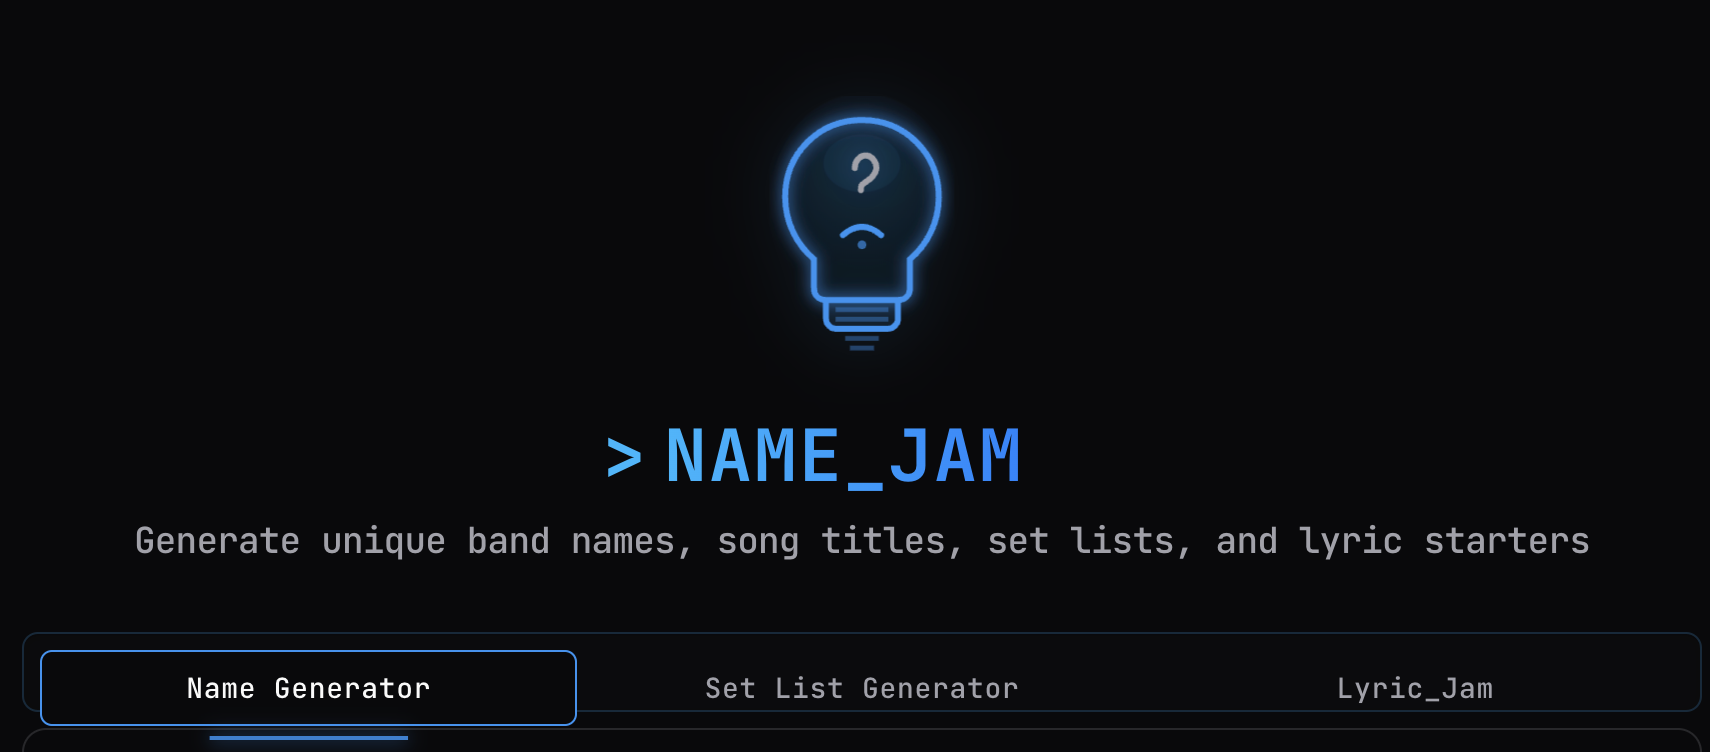 ?
> NAME_JAM
Generate unique band names, song titles, set lists, and lyric starters
Name Generator Set List Generator Lyric_Jam